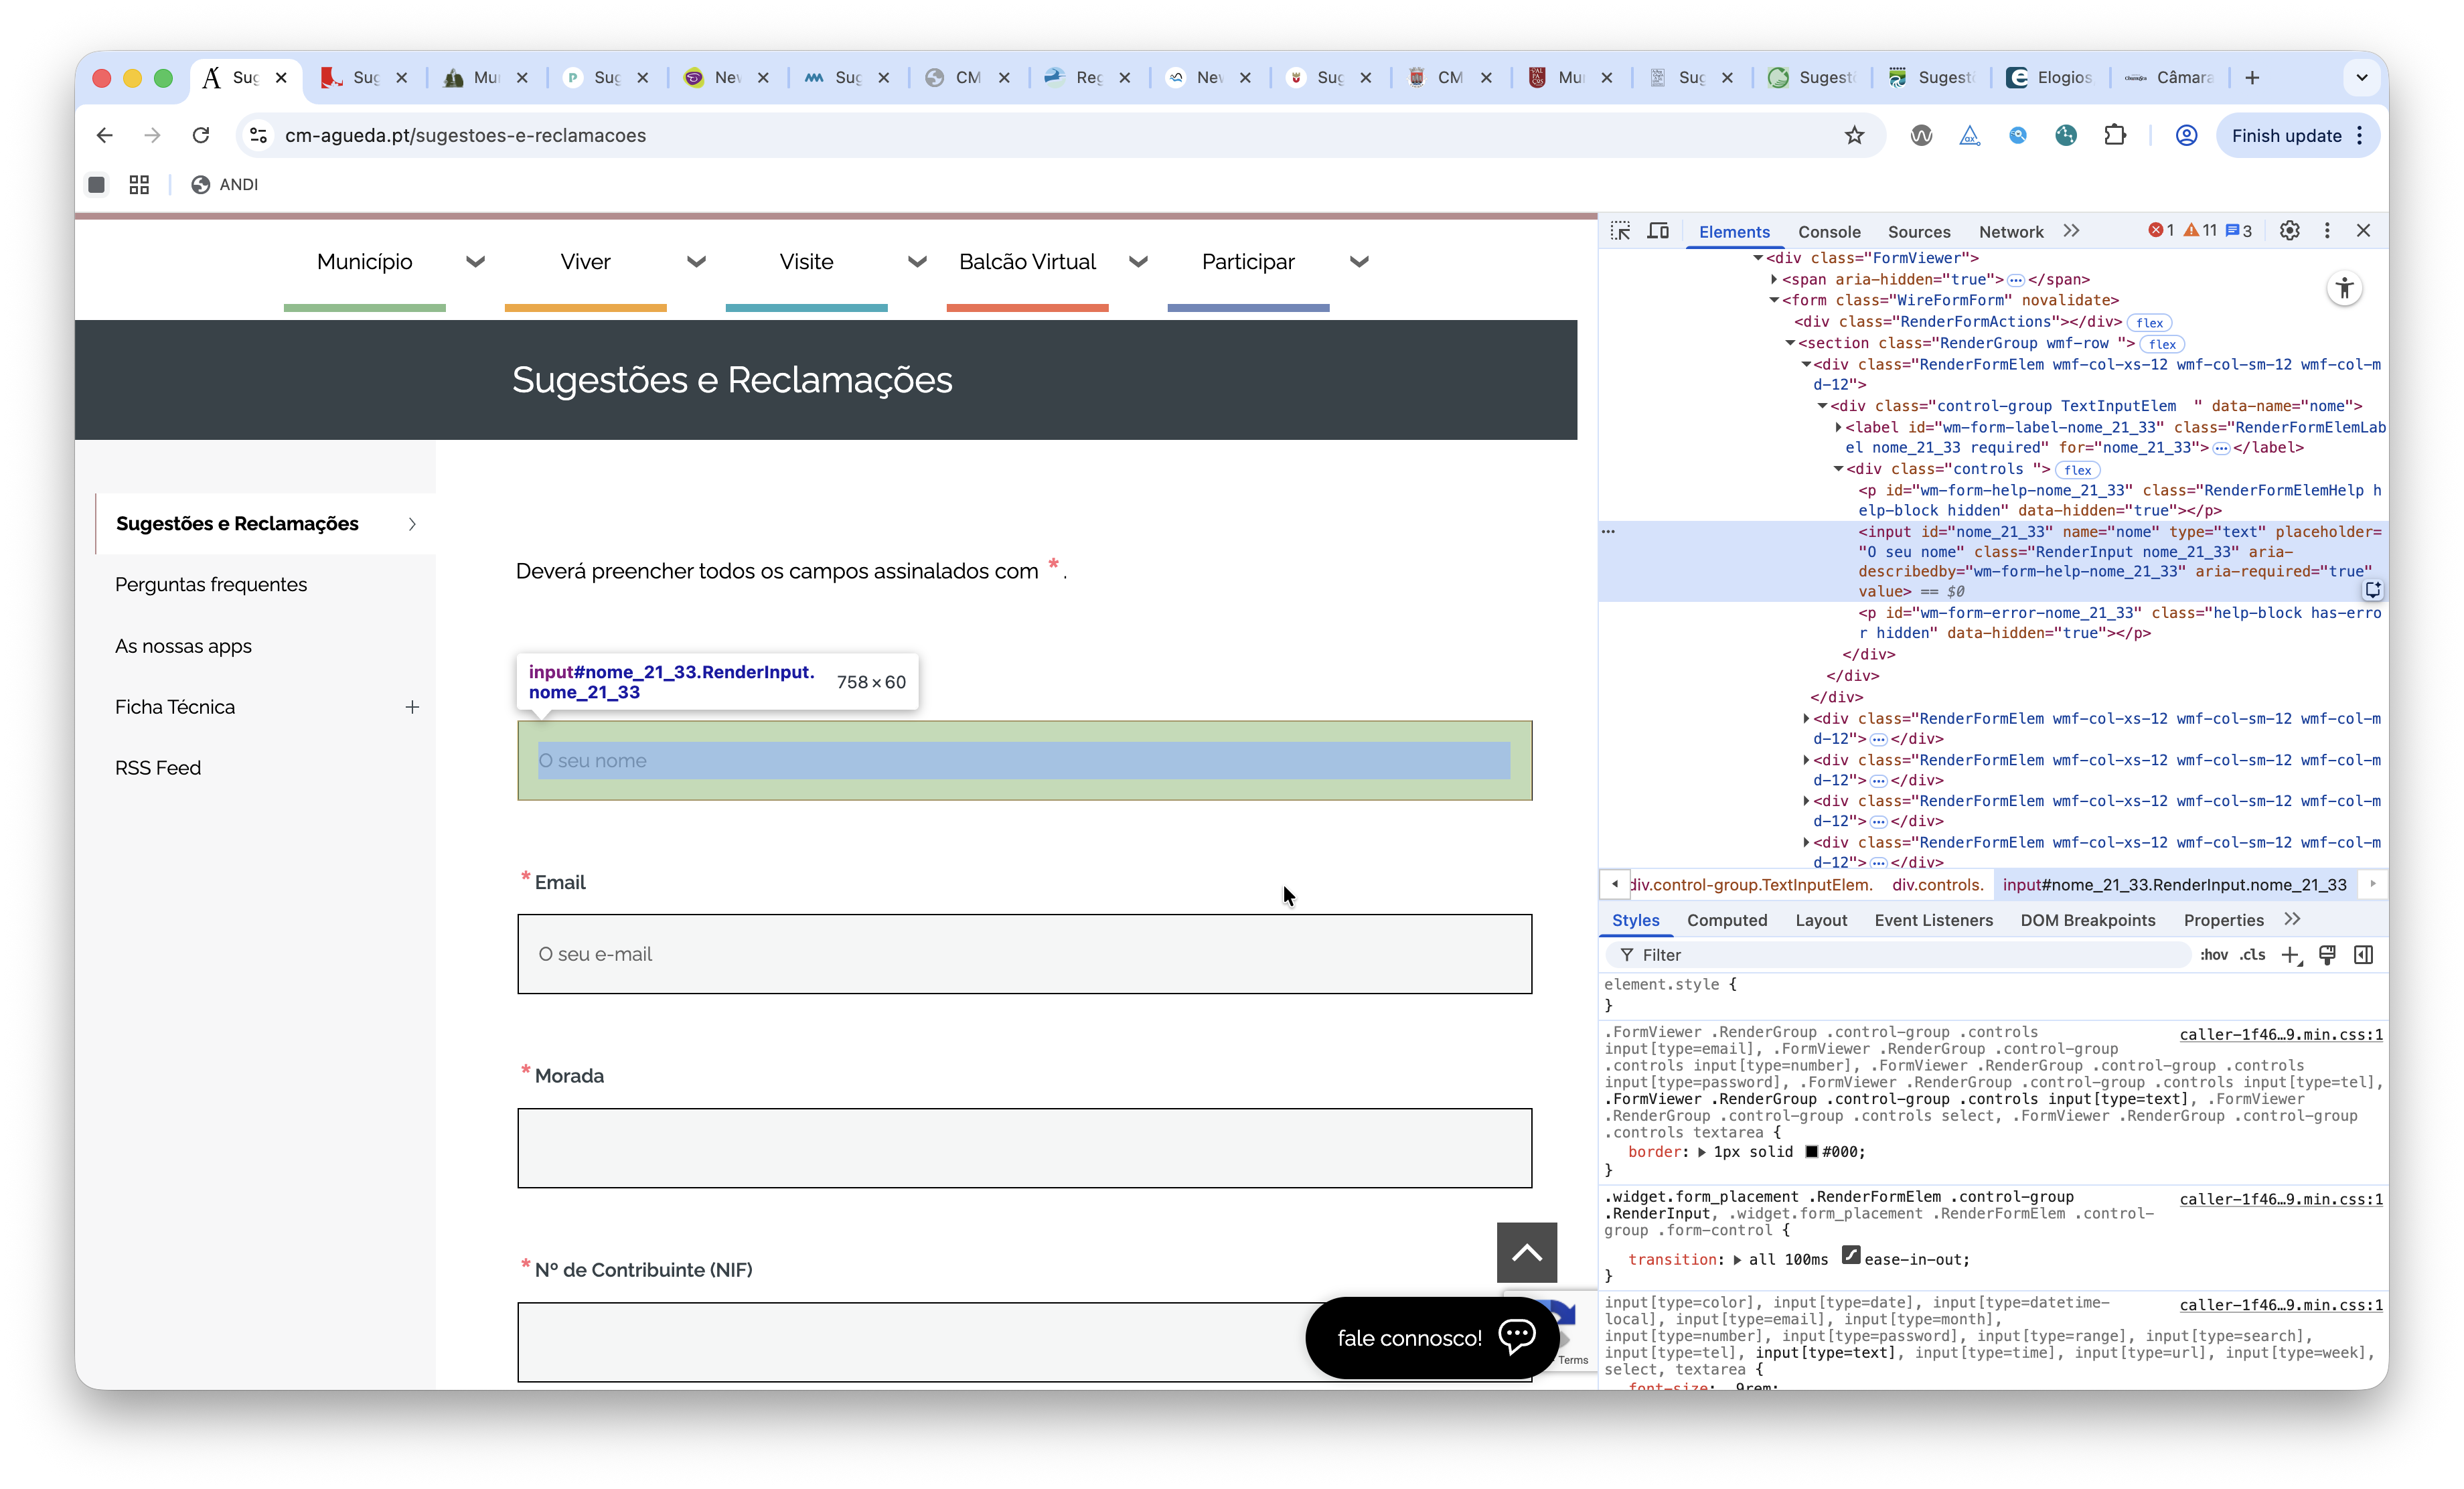 Sug
Sug
Mu
Sug
Nev
Sug
CM
Reg
Nev
Sug
CM
Mu
Sug
Sugest
Sugest
Elogios
Câmara
cm-agueda.pt/sugestoes-e-reclamacoes
Finish update
ANDI
Município
Viver
Visite
Balcão Virtual
Participar
Sugestões e Reclamações
Sugestões e Reclamações
Perguntas frequentes
As nossas apps
Ficha Técnica
RSS Feed
Deverá preencher todos os campos assinalados com * .
input#nome_21_33.RenderInput.
nome_21_33
758 × 60
O seu nome
* Email
O seu e-mail
* Morada
* Nº de Contribuinte (NIF)
fale connosco!
Terms
Elements Console Sources Network
1 11 3
<div class="FormViewer">
<span aria-hidden="true"> … </span>
<form class="WireFormForm" novalidate>
<div class="RenderFormActions"></div> flex
<section class="RenderGroup wmf-row "> flex
<div class="RenderFormElem wmf-col-xs-12 wmf-col-sm-12 wmf-col-m
d-12">
<div class="control-group TextInputElem  " data-name="nome">
<label id="wm-form-label-nome_21_33" class="RenderFormElemLab
el nome_21_33 required" for="nome_21_33"> … </label>
<div class="controls "> flex
<p id="wm-form-help-nome_21_33" class="RenderFormElemHelp h
elp-block hidden" data-hidden="true"></p>
<input id="nome_21_33" name="nome" type="text" placeholder=
"O seu nome" class="RenderInput nome_21_33" aria-
describedby="wm-form-help-nome_21_33" aria-required="true"
value> == $0
<p id="wm-form-error-nome_21_33" class="help-block has-erro
r hidden" data-hidden="true"></p>
</div>
</div>
</div>
<div class="RenderFormElem wmf-col-xs-12 wmf-col-sm-12 wmf-col-m
d-12"> … </div>
<div class="RenderFormElem wmf-col-xs-12 wmf-col-sm-12 wmf-col-m
d-12"> … </div>
<div class="RenderFormElem wmf-col-xs-12 wmf-col-sm-12 wmf-col-m
d-12"> … </div>
<div class="RenderFormElem wmf-col-xs-12 wmf-col-sm-12 wmf-col-m
d-12"> … </div>
div.control-group.TextInputElem. div.controls. input#nome_21_33.RenderInput.nome_21_33
Styles Computed Layout Event Listeners DOM Breakpoints Properties
Filter
:hov .cls
element.style {
}
.FormViewer .RenderGroup .control-group .controls caller-1f46…9.min.css:1
input[type=email], .FormViewer .RenderGroup .control-group
.controls input[type=number], .FormViewer .RenderGroup .control-group .controls
input[type=password], .FormViewer .RenderGroup .control-group .controls input[type=tel],
.FormViewer .RenderGroup .control-group .controls input[type=text], .FormViewer
.RenderGroup .control-group .controls select, .FormViewer .RenderGroup .control-group
.controls textarea {
border: 1px solid #000;
}
.widget.form_placement .RenderFormElem .control-group caller-1f46…9.min.css:1
.RenderInput, .widget.form_placement .RenderFormElem .control-
group .form-control {
transition: all 100ms ease-in-out;
}
input[type=color], input[type=date], input[type=datetime- caller-1f46…9.min.css:1
local], input[type=email], input[type=month],
input[type=number], input[type=password], input[type=range], input[type=search],
input[type=tel], input[type=text], input[type=time], input[type=url], input[type=week],
select, textarea {
font-size: .9rem;